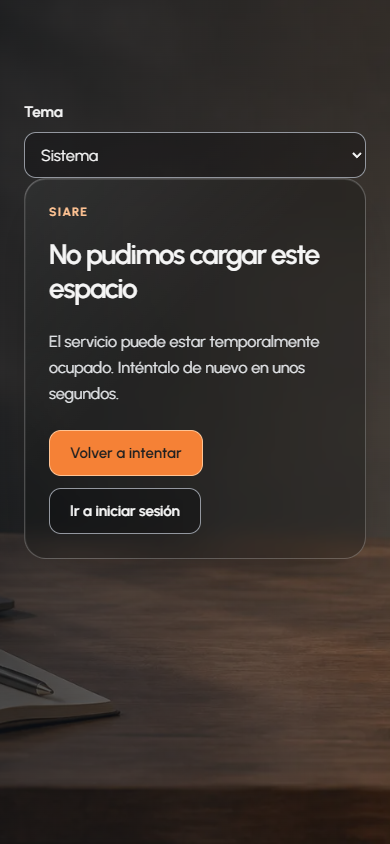 Tema
Sistema
SIARE
No pudimos cargar este
espacio
El servicio puede estar temporalmente
ocupado. Inténtalo de nuevo en unos
segundos.
Volver a intentar
Ir a iniciar sesión